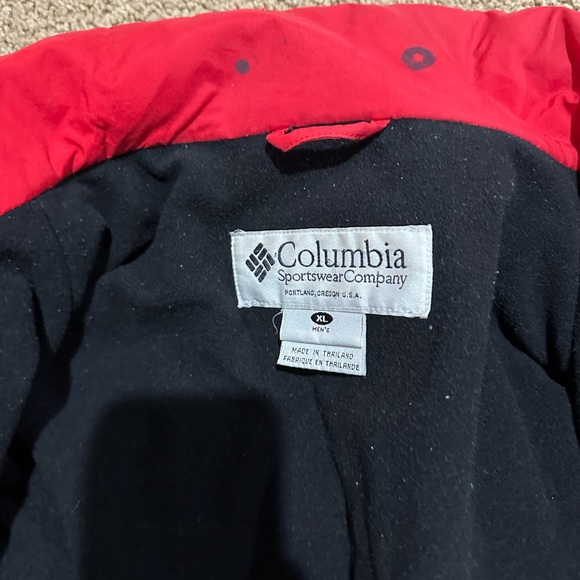 Columbia
Sportswear Company
PORTLAND, OREGON U.S.A.
XL
MEN'S
MADE IN THAILAND
FABRIQUE EN THAILANDE